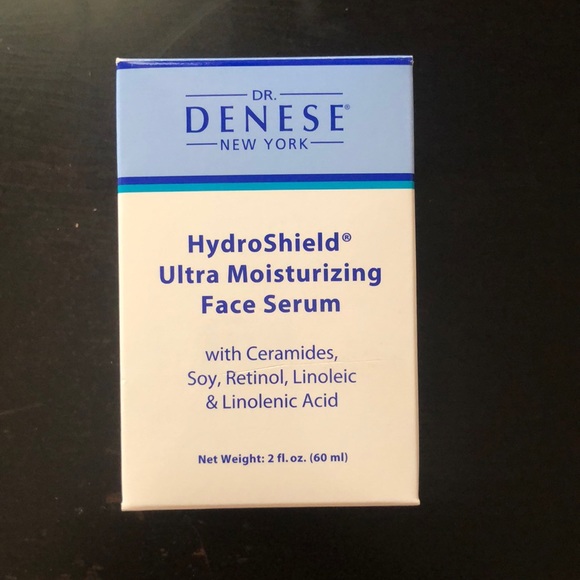 DR.
DENESE®
NEW YORK
HydroShield®
Ultra Moisturizing
Face Serum
with Ceramides,
Soy, Retinol, Linoleic
& Linolenic Acid
Net Weight: 2 fl. oz. (60 ml)